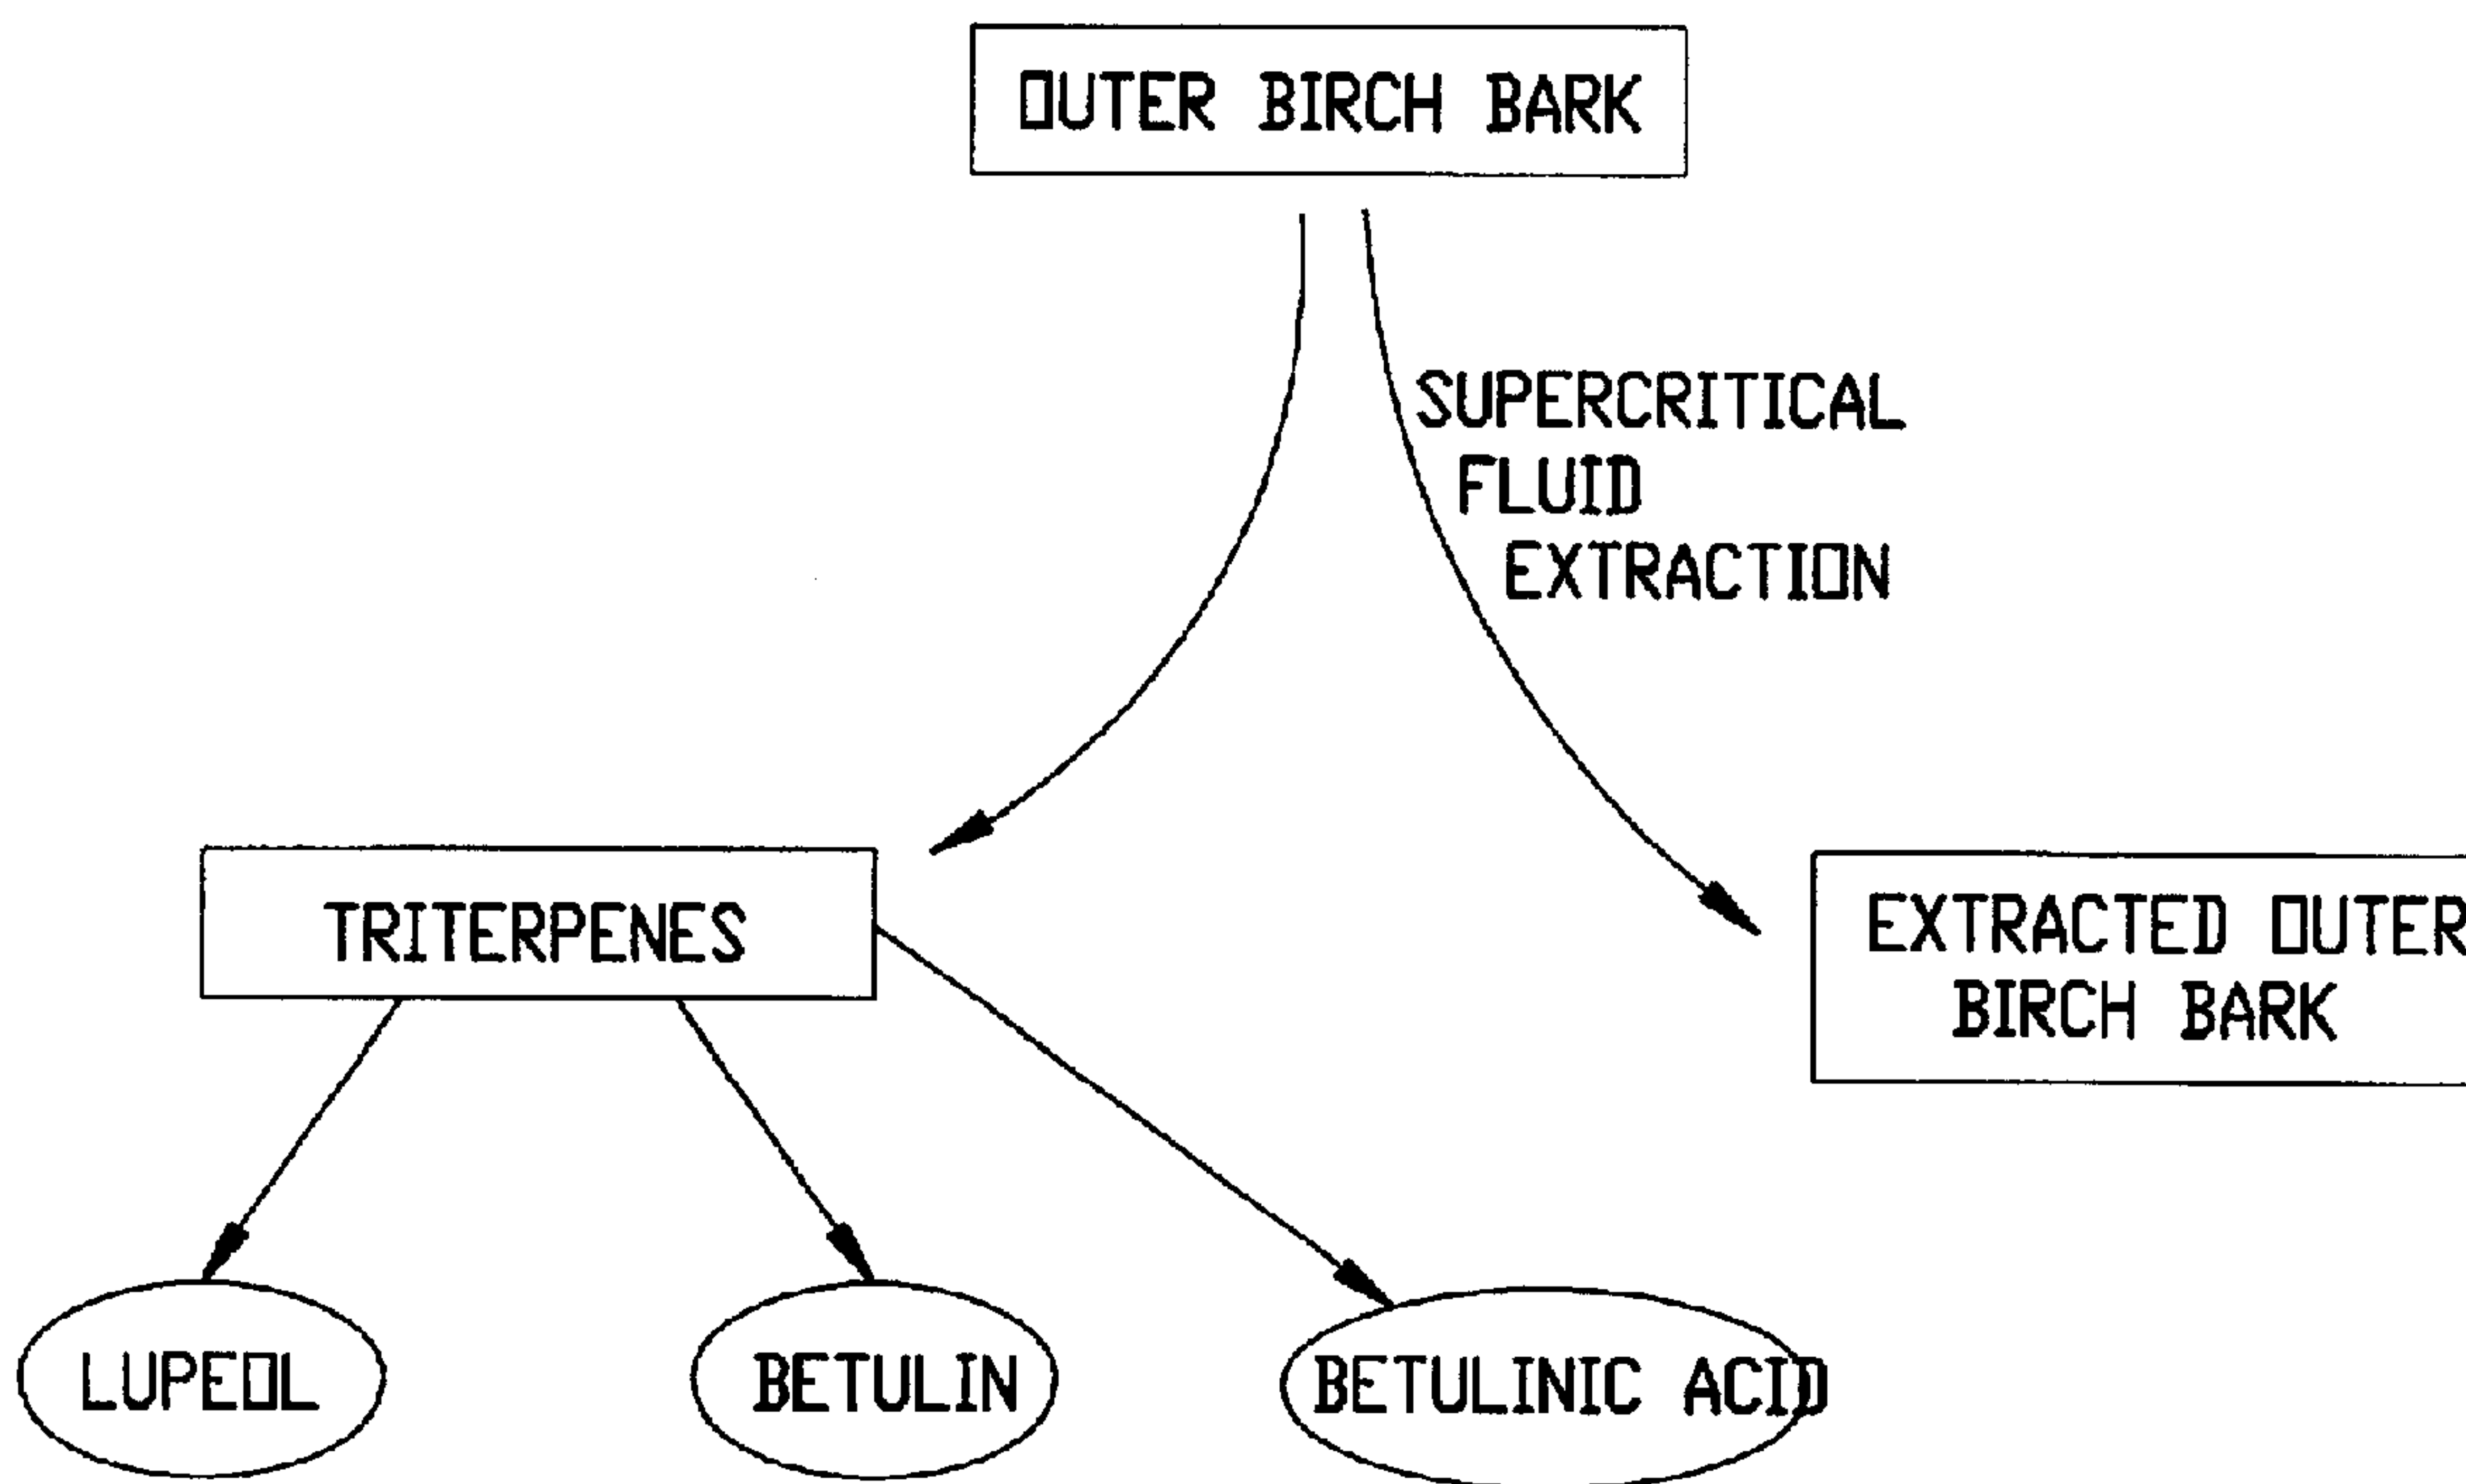 OUTER BIRCH BARK
SUPERCRITICAL
FLUID
EXTRACTION
TRITERPENES
EXTRACTED OUTER
BIRCH BARK
LUPEOL
BETULIN
BETULINIC ACID